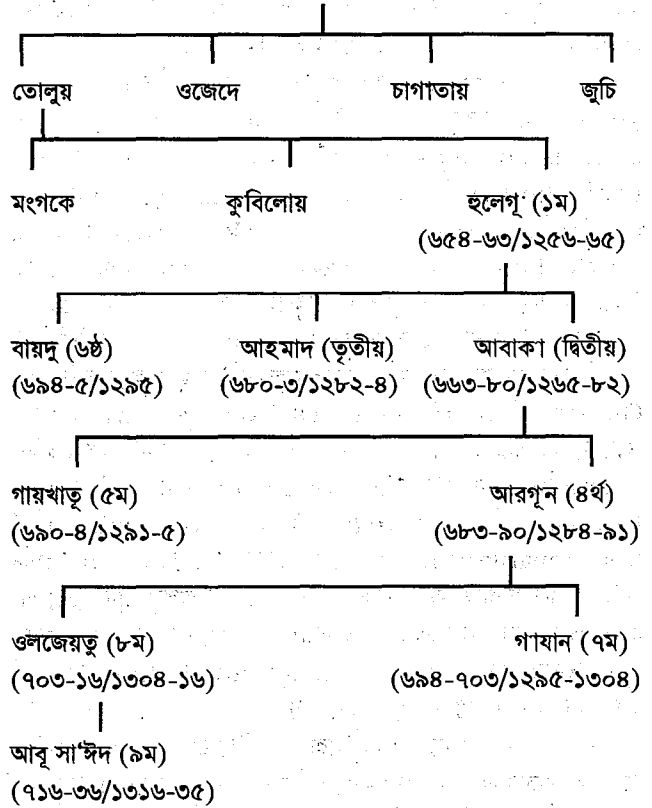 তোলুয় ওজেদে চাগাতায় জুচি
মংগকে কুবিলোয় হুলেগূ (১ম)
(৬৫৪-৬৩/১২৫৬-৬৫)
বায়দু (৬ষ্ঠ) আহমাদ (তৃতীয়) আবাকা (দ্বিতীয়)
(৬৯৪-৫/১২৯৫) (৬৮০-৩/১২৮২-৪) (৬৬৩-৮০/১২৬৫-৮২)
গায়খাতূ (৫ম) আরগূন (৪র্থ)
(৬৯০-৪/১২৯১-৫) (৬৮৩-৯০/১২৮৪-৯১)
ওলজেয়তু (৮ম) গাযান (৭ম)
(৭০৩-১৬/১৩০৪-১৬) (৬৯৪-৭০৩/১২৯৫-১৩০৪)
আবূ সা'ঈদ (৯ম)
(৭১৬-৩৬/১৩১৬-৩৫)